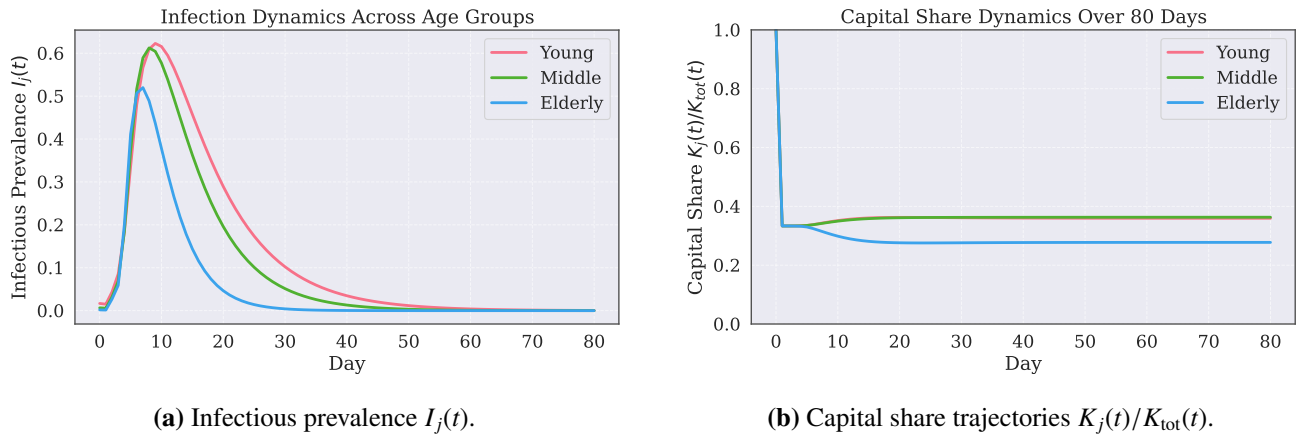 Infection Dynamics Across Age Groups
Infectious Prevalence I_j(t)
0.6
0.5
0.4
0.3
0.2
0.1
0.0
Young
Middle
Elderly
0 10 20 30 40 50 60 70 80
Day
(a) Infectious prevalence I_j(t).
Capital Share Dynamics Over 80 Days
Capital Share K_j(t)/K_tot(t)
1.0
0.8
0.6
0.4
0.2
0.0
Young
Middle
Elderly
0 10 20 30 40 50 60 70 80
Day
(b) Capital share trajectories K_j(t)/K_tot(t).